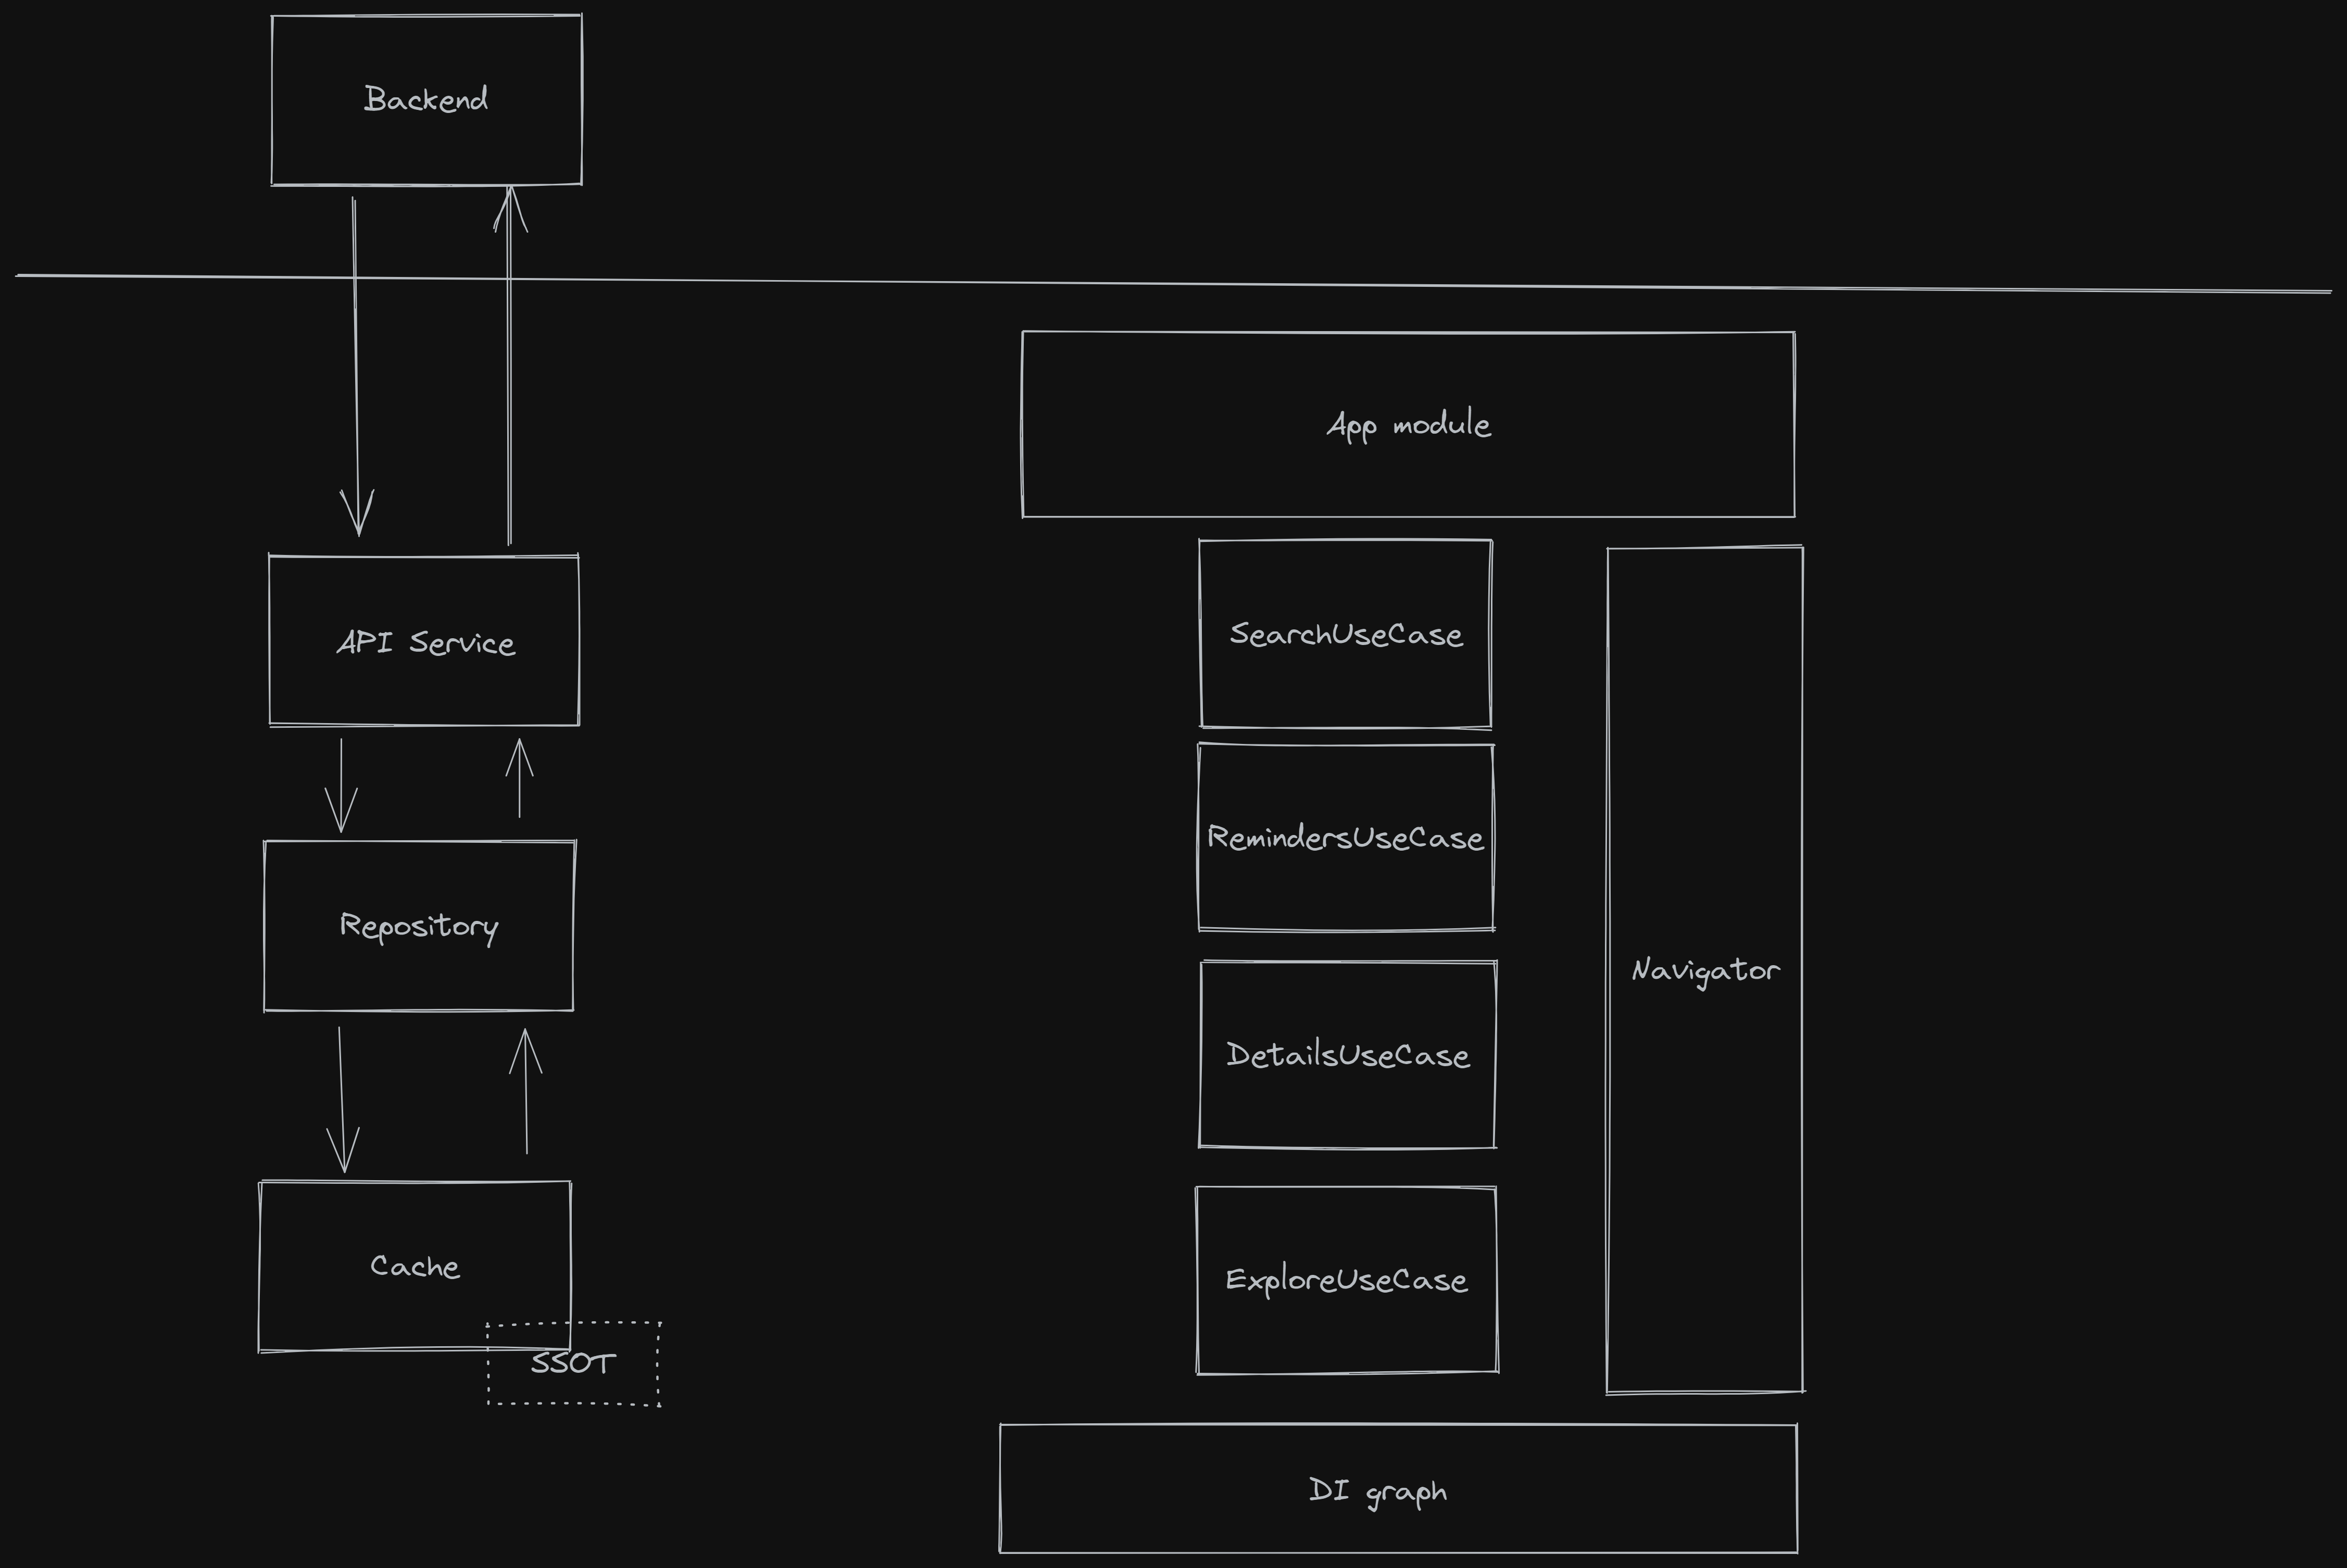 Backend
App module
API Service
SearchUseCase
Repository
RemindersUseCase
Navigator
DetailsUseCase
Cache
SSOT
ExploreUseCase
DI graph